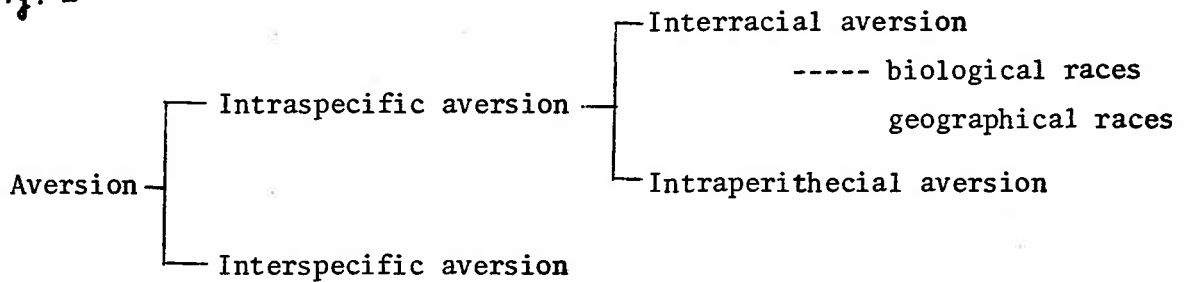 Interracial aversion
----- biological races
Intraspecific aversion
geographical races
Aversion
Intraperithecial aversion
Interspecific aversion